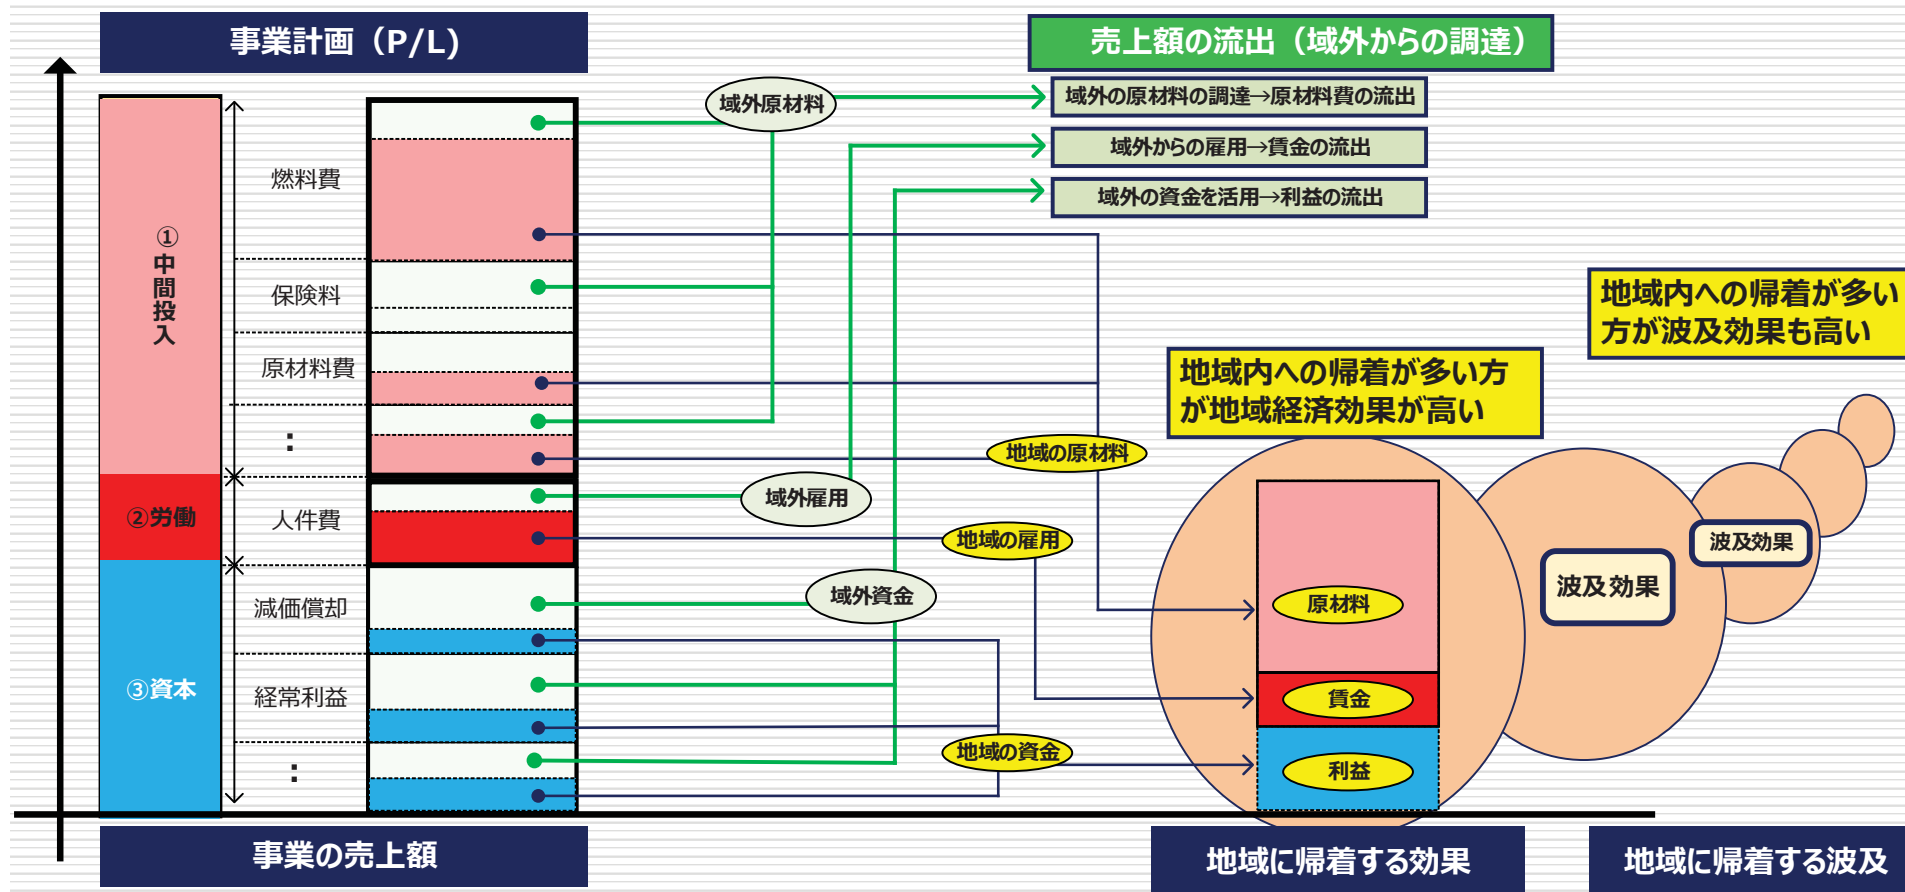 事業計画（P/L)
売上額の流出（域外からの調達）
域外原材料
域外の原材料の調達→原材料費の流出
域外からの雇用→賃金の流出
域外の資金を活用→利益の流出
①中間投入
燃料費
保険料
原材料費
：
②労働
人件費
③資本
減価償却
経常利益
：
域外雇用
域外資金
地域の原材料
地域の雇用
地域の資金
地域内への帰着が多い方
が地域経済効果が高い
地域内への帰着が多い
方が波及効果も高い
原材料
賃金
利益
波及効果
波及効果
事業の売上額
地域に帰着する効果
地域に帰着する波及